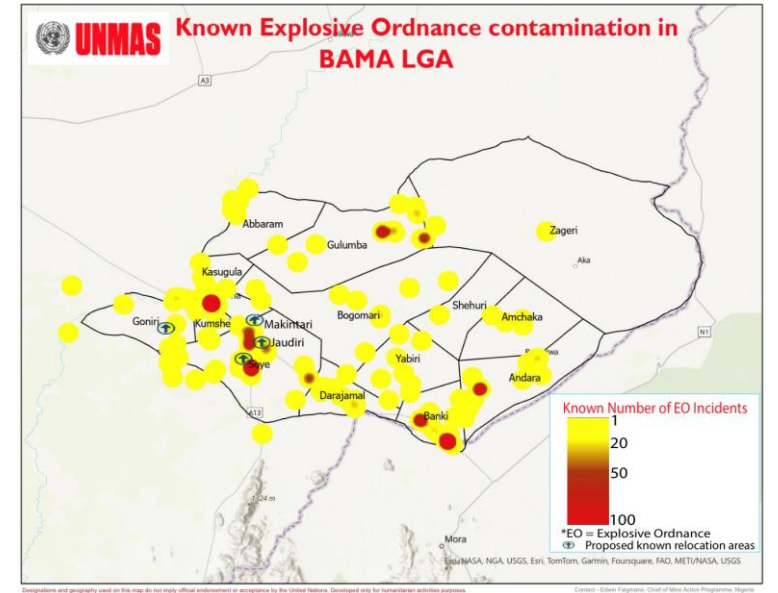 UNMAS
Known Explosive Ordnance contamination in
BAMA LGA
A3
Abbaram
Gulumba
Zageri
Aka
Kasugula
Goniri
Kumshe
Makintari
Jaudiri
Soye
Bogomari
Shehuri
Amchaka
N1
Yabiri
Andara
Darajamal
Banki
A13
Mora
Known Number of EO Incidents
1
20
50
100
*EO = Explosive Ordnance
Proposed known relocation areas
Esri, NASA, NGA, USGS, Esri, TomTom, Garmin, Foursquare, FAO, METI/NASA, USGS
Designations and geography used on this map do not imply official endorsement or acceptance by the United Nations. Developed only for humanitarian activities purposes.
Contact - Edwin Faigmane, Chief of Mine Action Programme, Nigeria